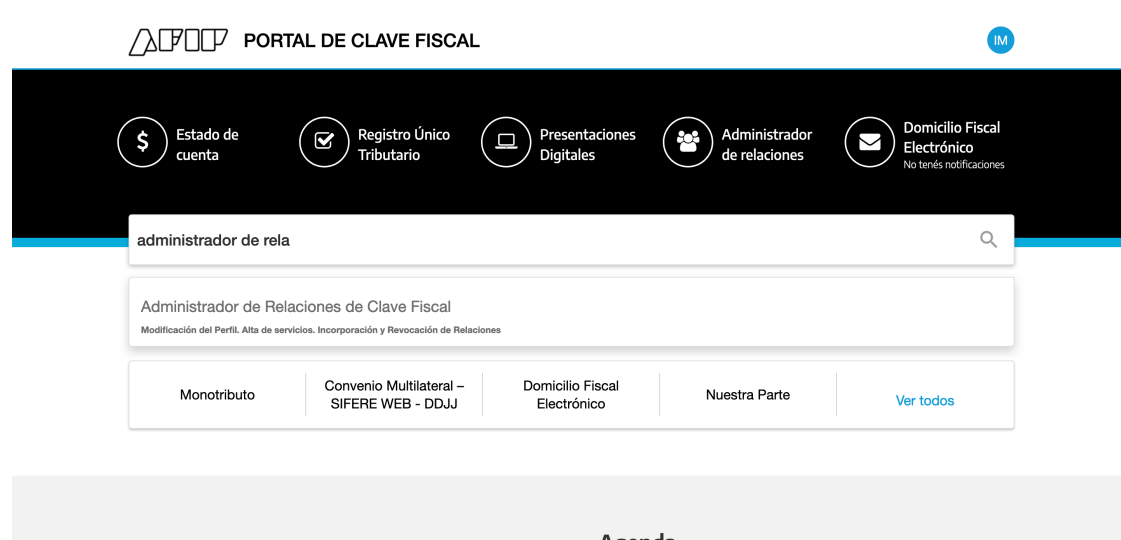 AFIP PORTAL DE CLAVE FISCAL
IM
Estado de
cuenta
Registro Único
Tributario
Presentaciones
Digitales
Administrador
de relaciones
Domicilio Fiscal
Electrónico
No tenés notificaciones
administrador de rela
Administrador de Relaciones de Clave Fiscal
Modificación del Perfil. Alta de servicios. Incorporación y Revocación de Relaciones
Monotributo
Convenio Multilateral –
SIFERE WEB - DDJJ
Domicilio Fiscal
Electrónico
Nuestra Parte
Ver todos
Agenda